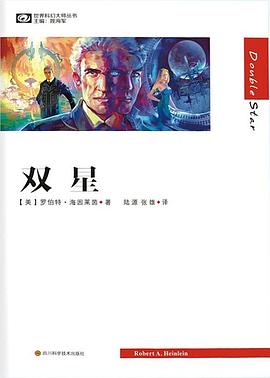 世界科幻大师丛书
主编：姚海军
Double Star
双星
【美】罗伯特·海因莱茵◆著 陆源 张雄◆译
四川科学技术出版社
Robert A. Heinlein